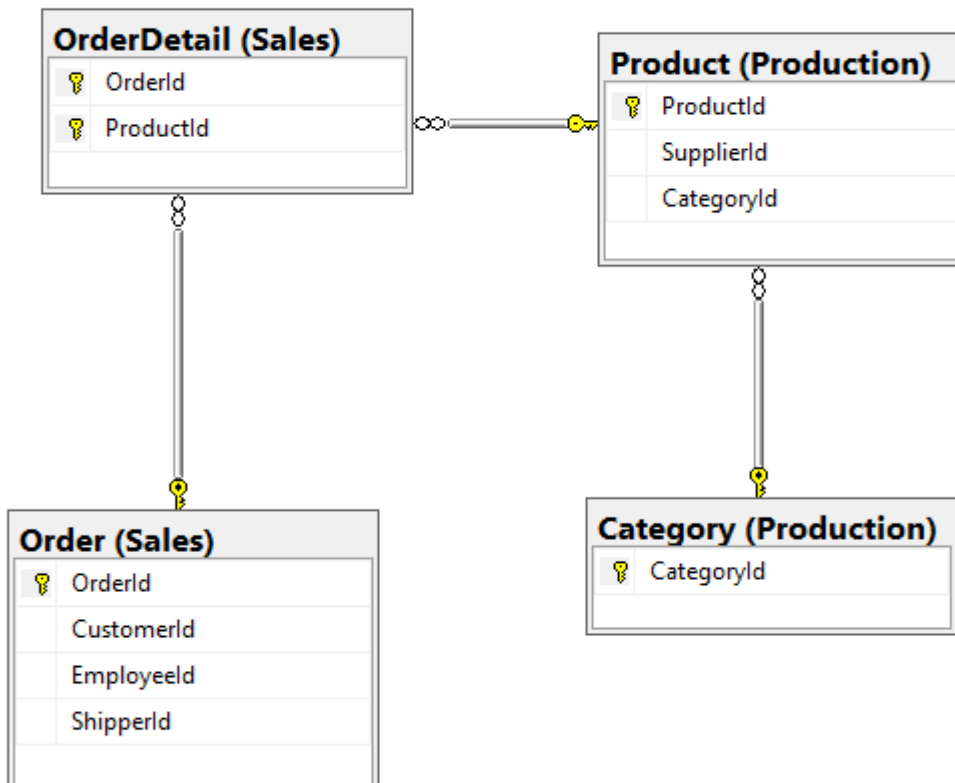 OrderDetail (Sales)
OrderId
ProductId
Product (Production)
ProductId
SupplierId
CategoryId
Order (Sales)
OrderId
CustomerId
EmployeeId
ShipperId
Category (Production)
CategoryId